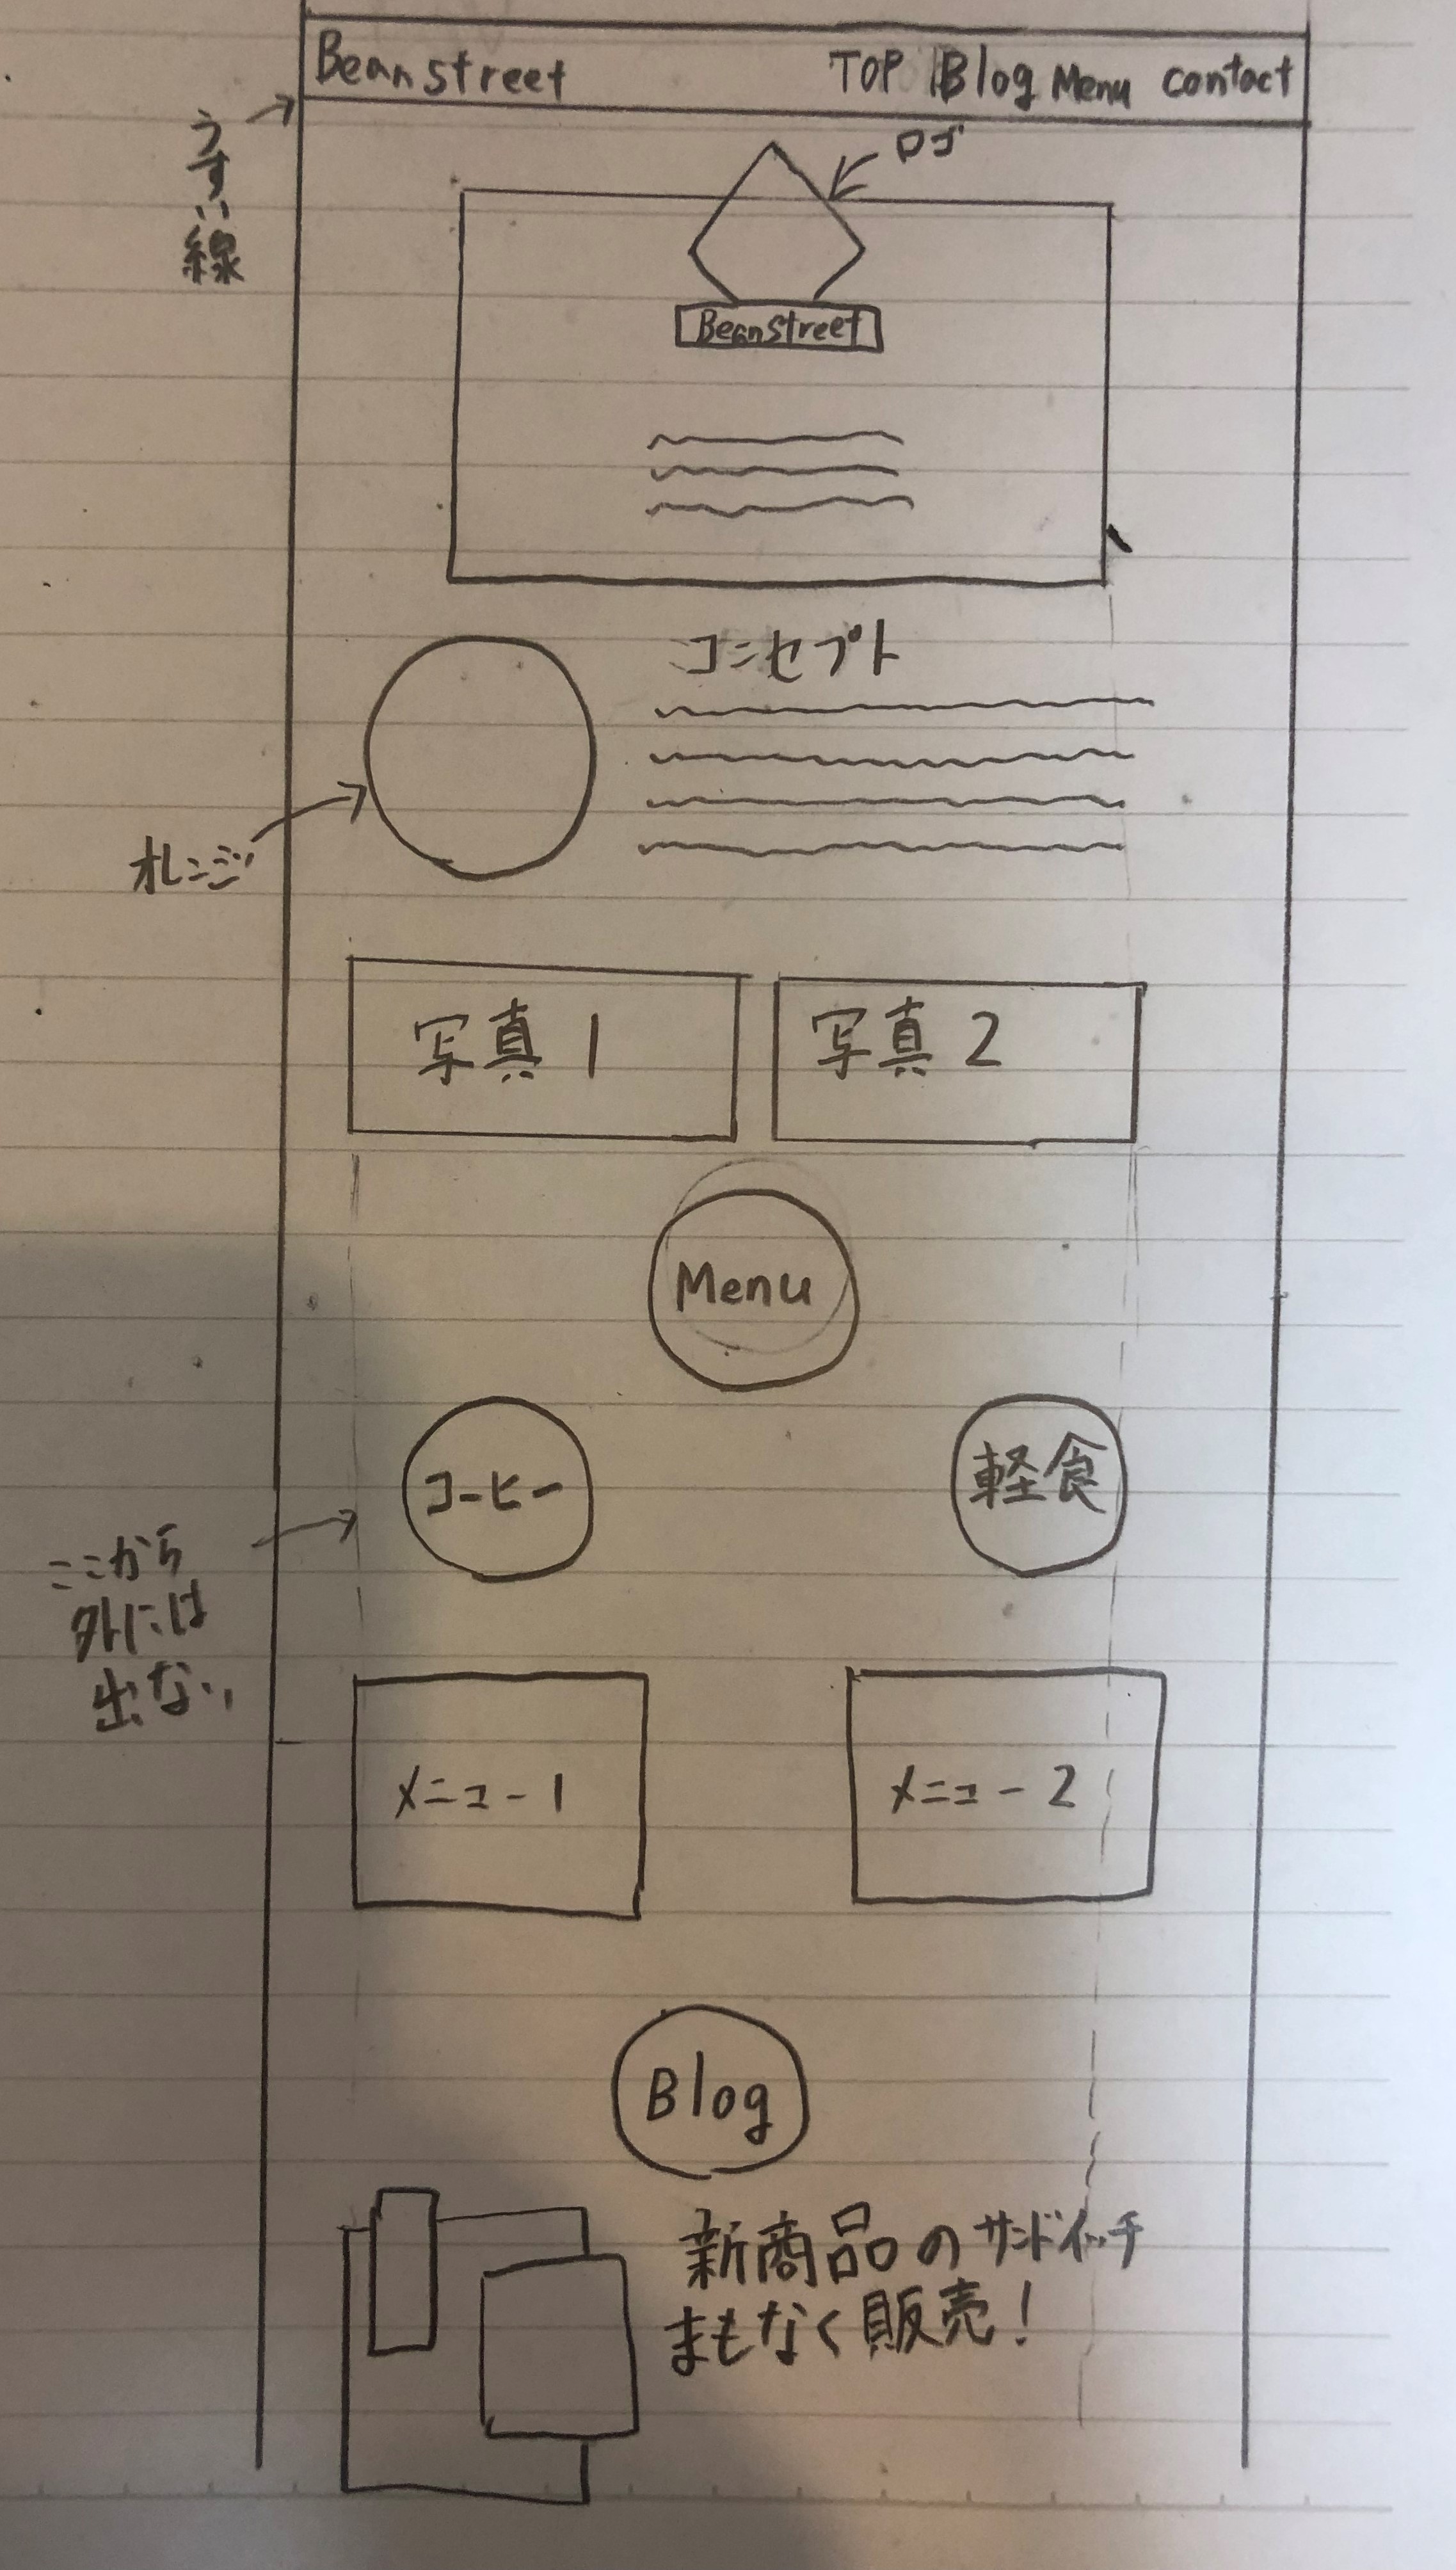 Beanstreet
TOP Blog Menu contact
うすい線
ロゴ
Beanstreet
コンセプト
オレンジ
写真1
写真2
Menu
コーヒー
軽食
ここから
外には
出ない
メニュー1
メニュー2
Blog
新商品のサンドイッチ
まもなく販売!